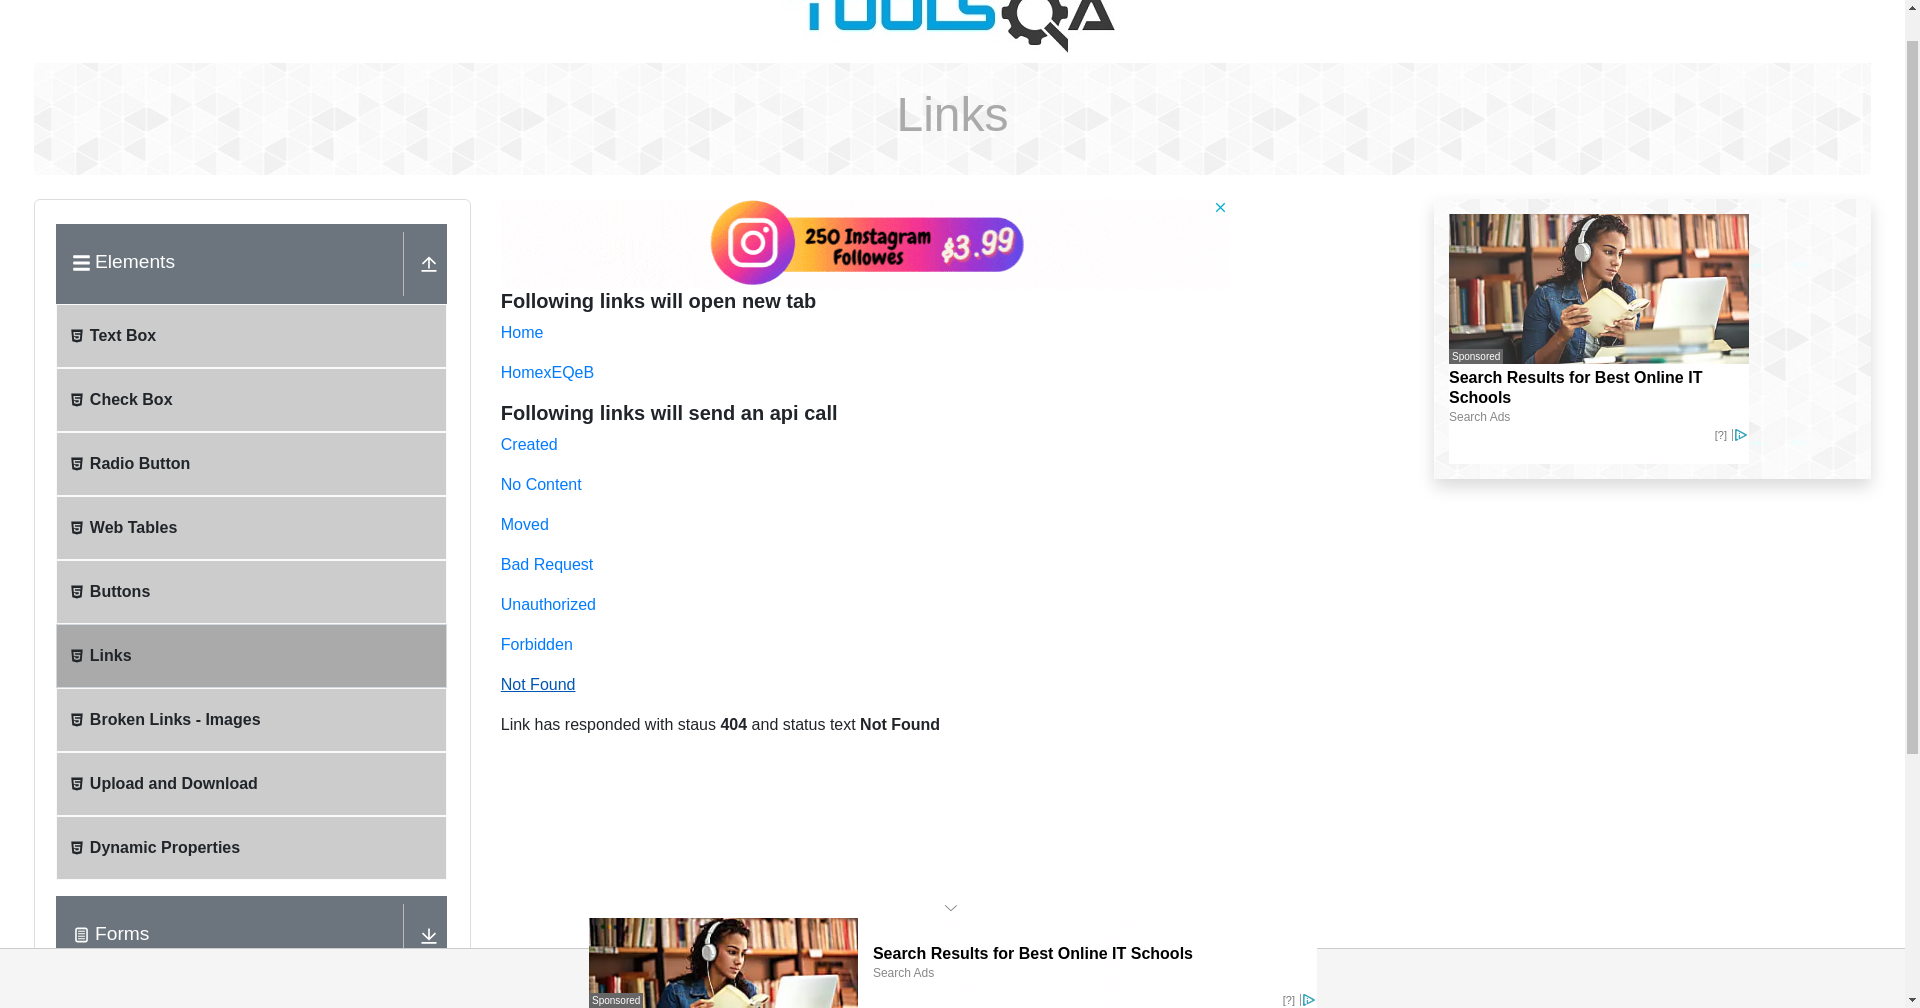 TOOLSQA
Links
Elements
Text Box
Check Box
Radio Button
Web Tables
Buttons
Links
Broken Links - Images
Upload and Download
Dynamic Properties
Forms
250 Instagram
Followes
$3.99
Following links will open new tab
Home
HomexEQeB
Following links will send an api call
Created
No Content
Moved
Bad Request
Unauthorized
Forbidden
Not Found
Link has responded with staus 404 and status text Not Found
Sponsored
Search Results for Best Online IT
Schools
Search Ads
[?]
Sponsored
Search Results for Best Online IT Schools
Search Ads
[?]